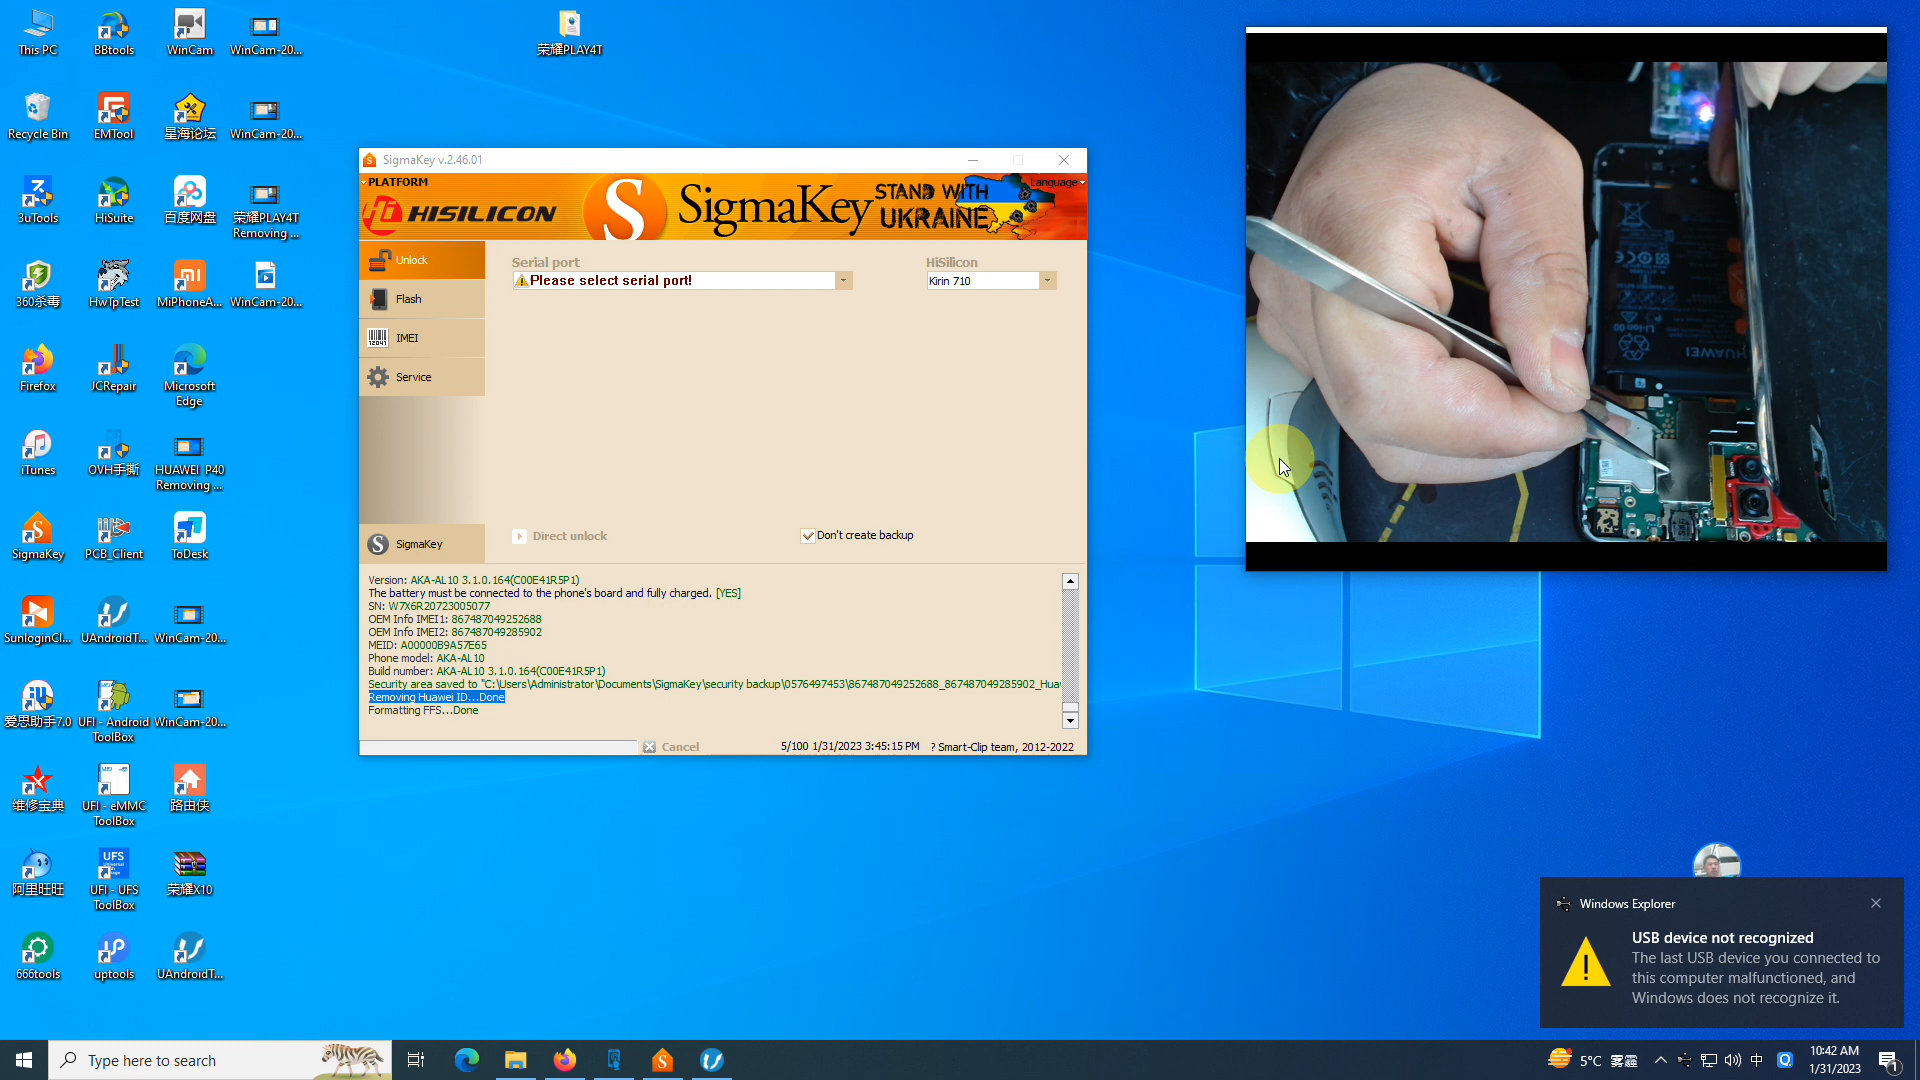 This PC
BBtools
WinCam
WinCam-20...
荣耀PLAY4T
Recycle Bin
EMTool
星海论坛
WinCam-20...
3uTools
HiSuite
百度网盘
荣耀PLAY4T
Removing ...
360杀毒
HwTpTest
MiPhoneA...
WinCam-20...
Firefox
JCRepair
Microsoft
Edge
iTunes
OVH手撕
HUAWEI P40
Removing ...
SigmaKey
PCB_Client
ToDesk
SunloginCl...
UAndroidT...
WinCam-20...
爱思助手7.0
UFI - Android
ToolBox
WinCam-20...
维修宝典
UFI - eMMC
ToolBox
路由侠
阿里旺旺
UFI - UFS
ToolBox
荣耀X10
666tools
uptools
UAndroidT...
SigmaKey v.2.46.01
PLATFORM
Language
HISILICON
SigmaKey
STAND WITH
UKRAINE
Unlock
Flash
IMEI
Service
SigmaKey
Serial port
Please select serial port!
HiSilicon
Kirin 710
Direct unlock
Don't create backup
Version: AKA-AL10 3.1.0.164(C00E41R5P1)
The battery must be connected to the phone's board and fully charged. [YES]
SN: W7X6R20723005077
OEM Info IMEI1: 867487049252688
OEM Info IMEI2: 867487049285902
MEID: A00000B9A57E65
Phone model: AKA-AL10
Build number: AKA-AL10 3.1.0.164(C00E41R5P1)
Security area saved to "C:\Users\Administrator\Documents\SigmaKey\security backup\0576497453\867487049252688_867487049285902_Hua
Removing Huawei ID...Done
Formatting FFS...Done
Cancel
5/100 1/31/2023 3:45:15 PM
? Smart-Clip team, 2012-2022
HUAWEI
Li-ion 00
Windows Explorer
USB device not recognized
The last USB device you connected to
this computer malfunctioned, and
Windows does not recognize it.
Type here to search
5°C 雾霾
中
10:42 AM
1/31/2023
1